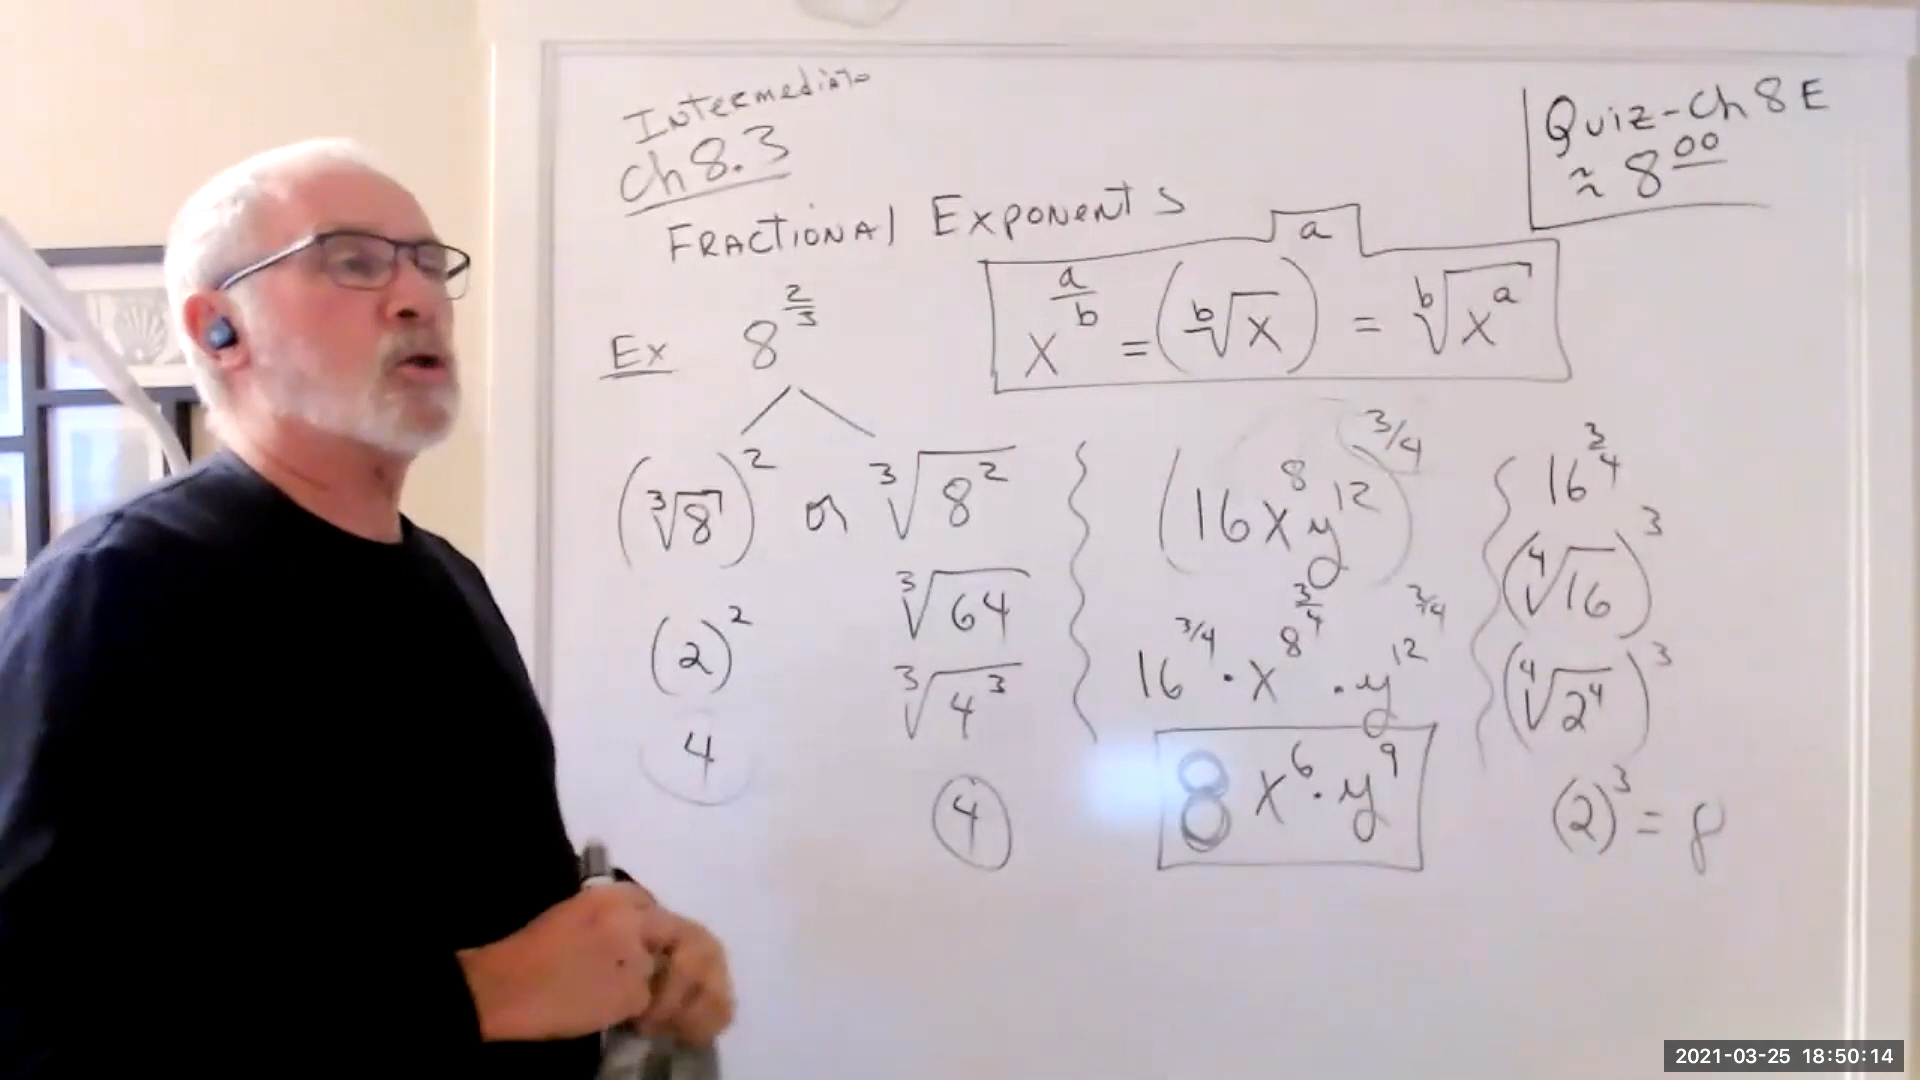 Intermediate
Ch 8.3
Quiz - Ch 8 E
≈ 8 00
Fractional Exponents
x^(a/b) = (ᵇ√x)^a = ᵇ√(x^a)
Ex 8^(2/3)
(³√8)² or ³√(8²)
(2)²
4
³√64
³√(4³)
4
(16x⁸y¹²)^(3/4)
16^(3/4) · x^(8 · 3/4) · y^(12 · 3/4)
8 x⁶ · y⁹
16^(3/4)
(⁴√16)³
(⁴√(2⁴))³
(2)³ = 8
2021-03-25 18:50:14